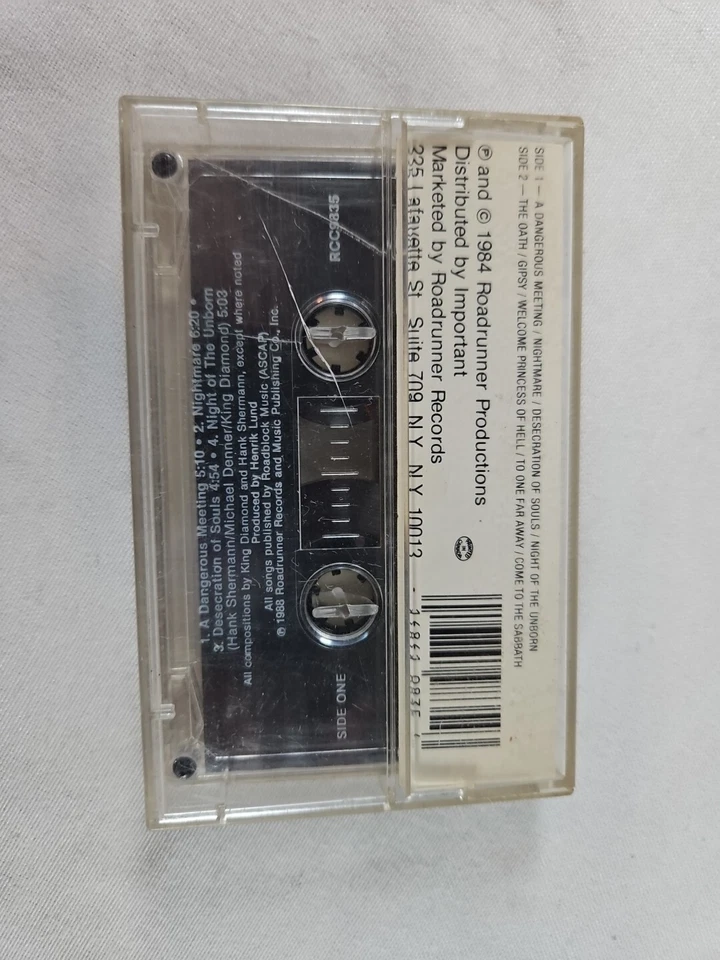 SIDE 1 — A DANGEROUS MEETING / NIGHTMARE / DESECRATION OF SOULS / NIGHT OF THE UNBORN
SIDE 2 — THE OATH / GIPSY / WELCOME PRINCESS OF HELL / TO ONE FAR AWAY / COME TO THE SABBATH
℗ and © 1984 Roadrunner Productions
Distributed by Important
Marketed by Roadrunner Records
225 Lafayette St Suite 709 N.Y. N.Y. 10013
RCC9835
SIDE ONE
1. A Dangerous Meeting 5:10 • 2. Nightmare 6:20 •
3. Desecration of Souls 4:54 • 4. Night of The Unborn
(Hank Shermann/Michael Denner/King Diamond) 5:03
All compositions by King Diamond and Hank Shermann, except where noted
Produced by Henrik Lund
All songs published by Roadblock Music (ASCAP)
℗ 1988 Roadrunner Records and Music Publishing Co., Inc.